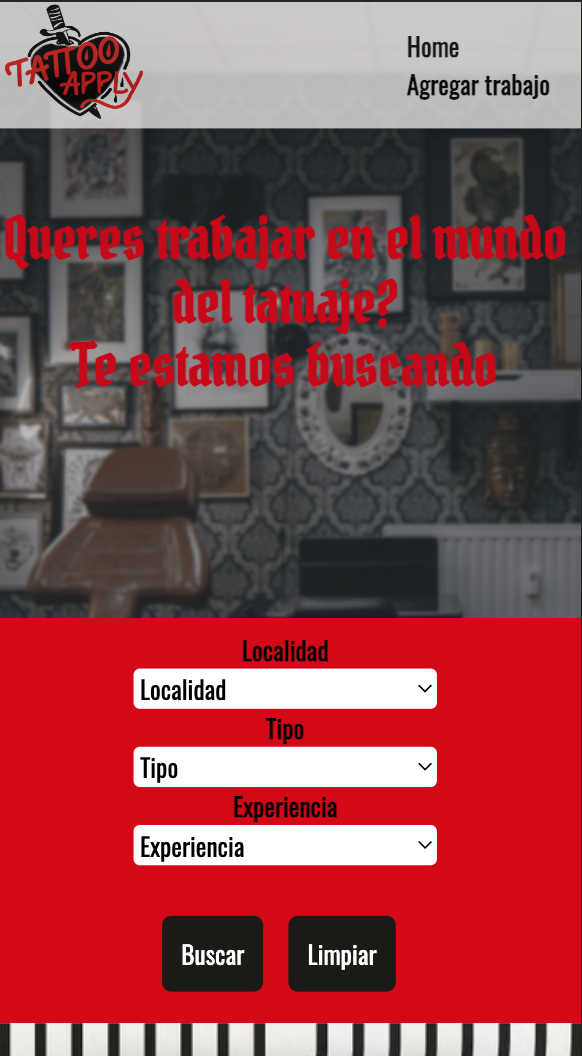 TATTOO
APPLY
Home
Agregar trabajo
Queres trabajar en el mundo
del tatuaje?
Te estamos buscando
Localidad
Localidad
Tipo
Tipo
Experiencia
Experiencia
Buscar
Limpiar